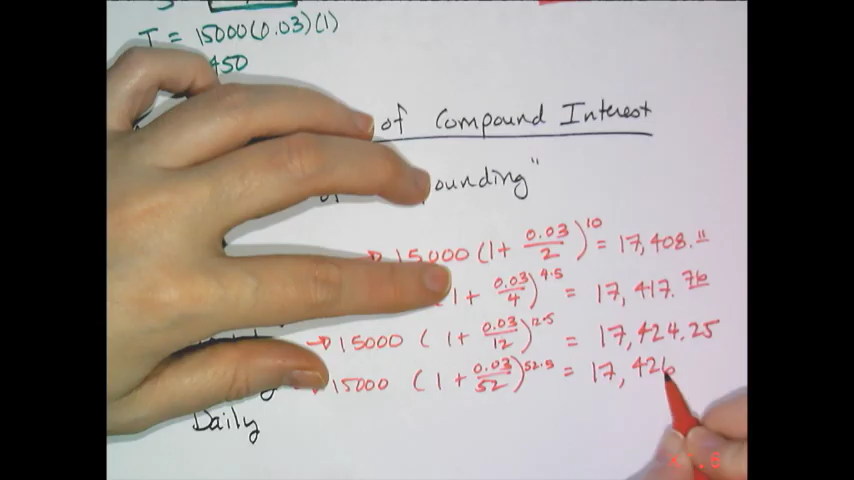 I = 15000(0.03)(1)
450
of Compound Interest
ounding"
15000 (1 + 0.03/2)^10 = 17,408.11
(1 + 0.03/4)^4·5 = 17,417.76
15000 (1 + 0.03/12)^12·5 = 17,424.25
15000 (1 + 0.03/52)^52·5 = 17,426
Daily